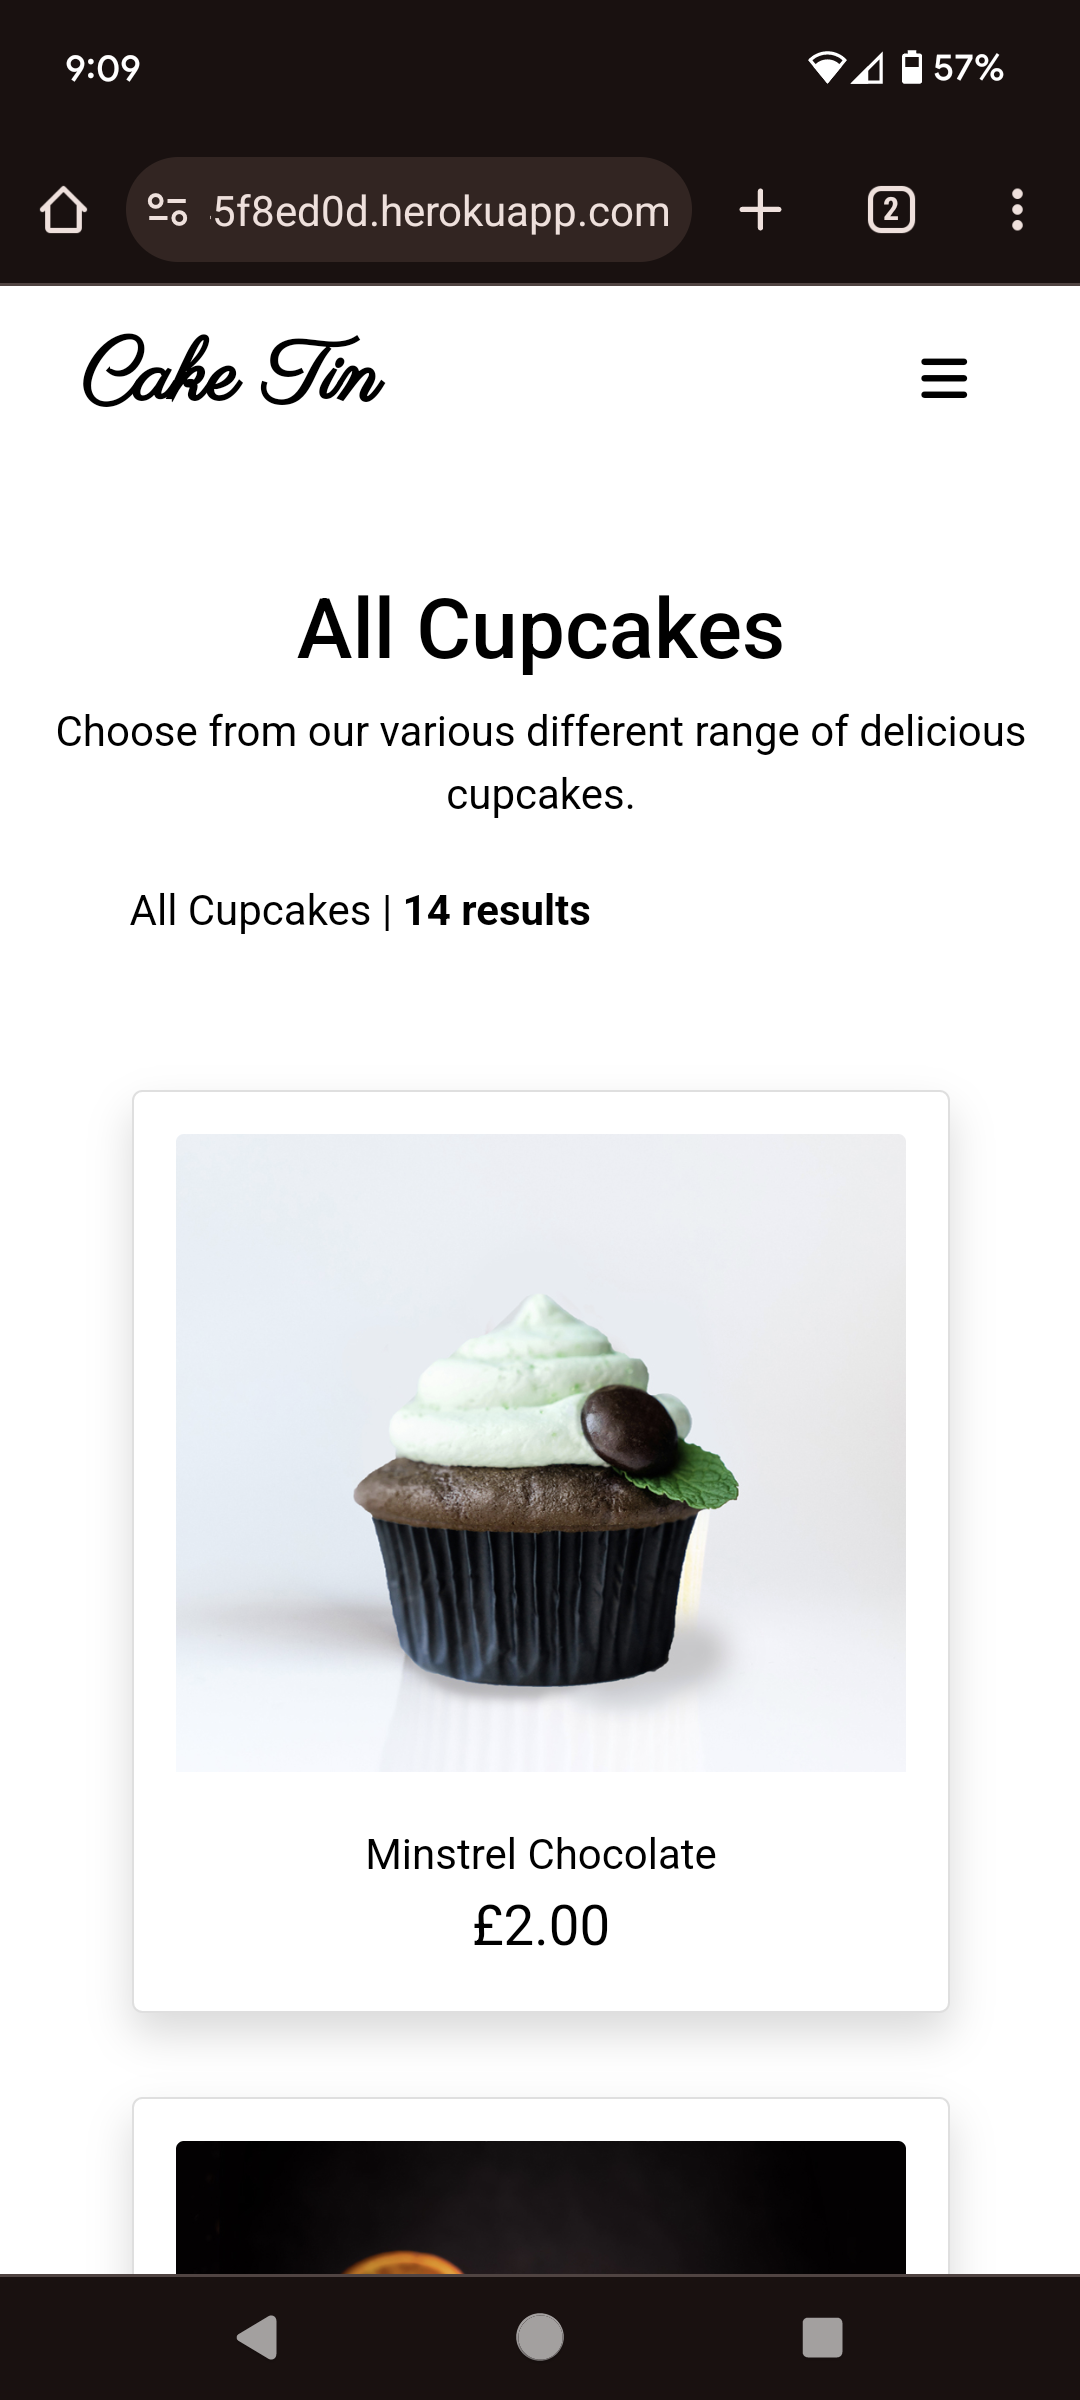 9:09
57%
5f8ed0d.herokuapp.com
2
Cake Tin
All Cupcakes
Choose from our various different range of delicious
cupcakes.
All Cupcakes | 14 results
Minstrel Chocolate
£2.00